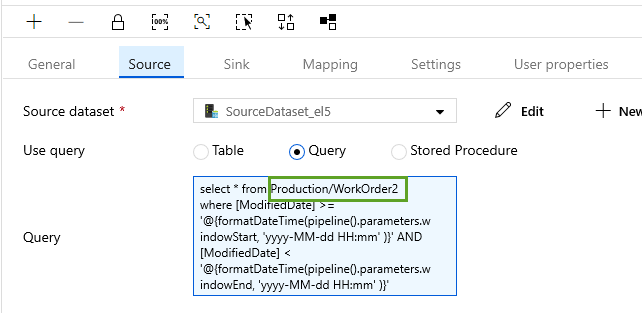 100%
General Source Sink Mapping Settings User properties
Source dataset * SourceDataset_el5 Edit New
Use query Table Query Stored Procedure
Query
select * from Production/WorkOrder2
where [ModifiedDate] >=
'@{formatDateTime(pipeline().parameters.w
indowStart, 'yyyy-MM-dd HH:mm' )}' AND
[ModifiedDate] <
'@{formatDateTime(pipeline().parameters.w
indowEnd, 'yyyy-MM-dd HH:mm' )}'